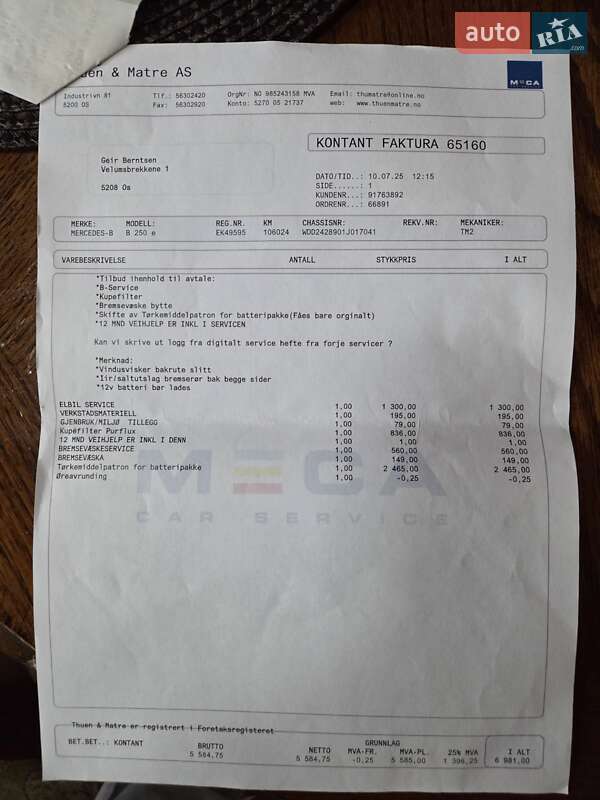 auto RIA .com
Thuen & Matre AS
MECA
Industrivn 81 Tlf.: 56302420 OrgNr: NO 985243158 MVA Email: thumatre@online.no
5200 OS Fax: 56302920 Konto: 5270 05 21737 web: www.thuenmatre.no
KONTANT FAKTURA 65160
Geir Berntsen
Velumsbrekkene 1
5208 Os
DATO/TID..: 10.07.25 12:15
SIDE......: 1
KUNDENR...: 91763892
ORDRENR...: 66891
MERKE: MODELL: REG.NR. KM CHASSISNR: REKV.NR: MEKANIKER:
MERCEDES-B B 250 e EK49595 106024 WDD2428901J017041 TM2
VAREBESKRIVELSE ANTALL STYKKPRIS I ALT
*Tilbud ihenhold til avtale:
*B-Service
*Kupefilter
*Bremsevæske bytte
*Skifte av Tørkemiddelpatron for batteripakke(Fåes bare orginalt)
*12 MND VEIHJELP ER INKL I SERVICEN
Kan vi skrive ut logg fra digitalt service hefte fra forje servicer ?
*Merknad:
*Vindusvisker bakrute slitt
*Iir/saltutslag bremserør bak begge sider
*12v batteri bør lades
ELBIL SERVICE 1,00 1 300,00 1 300,00
VERKSTADSMATERIELL 1,00 195,00 195,00
GJENBRUK/MILJØ TILLEGG 1,00 79,00 79,00
Kupéfilter Purflux 1,00 836,00 836,00
12 MND VEIHJELP ER INKL I DENN 1,00 1,00 1,00
BREMSEVÆSKESERVICE 1,00 560,00 560,00
BREMSEVÆSKA 1,00 149,00 149,00
Tørkemiddelpatron for batteripakke 1,00 2 465,00 2 465,00
Øreavrunding 1,00 -0,25 -0,25
MECA
CAR SERVICE
Thuen & Matre er registrert i Foretaksregisteret
BET.BET..: KONTANT BRUTTO NETTO GRUNNLAG MVA-FR. MVA-PL. 25% MVA I ALT
5 584,75 5 584,75 -0,25 5 585,00 1 396,25 6 981,00